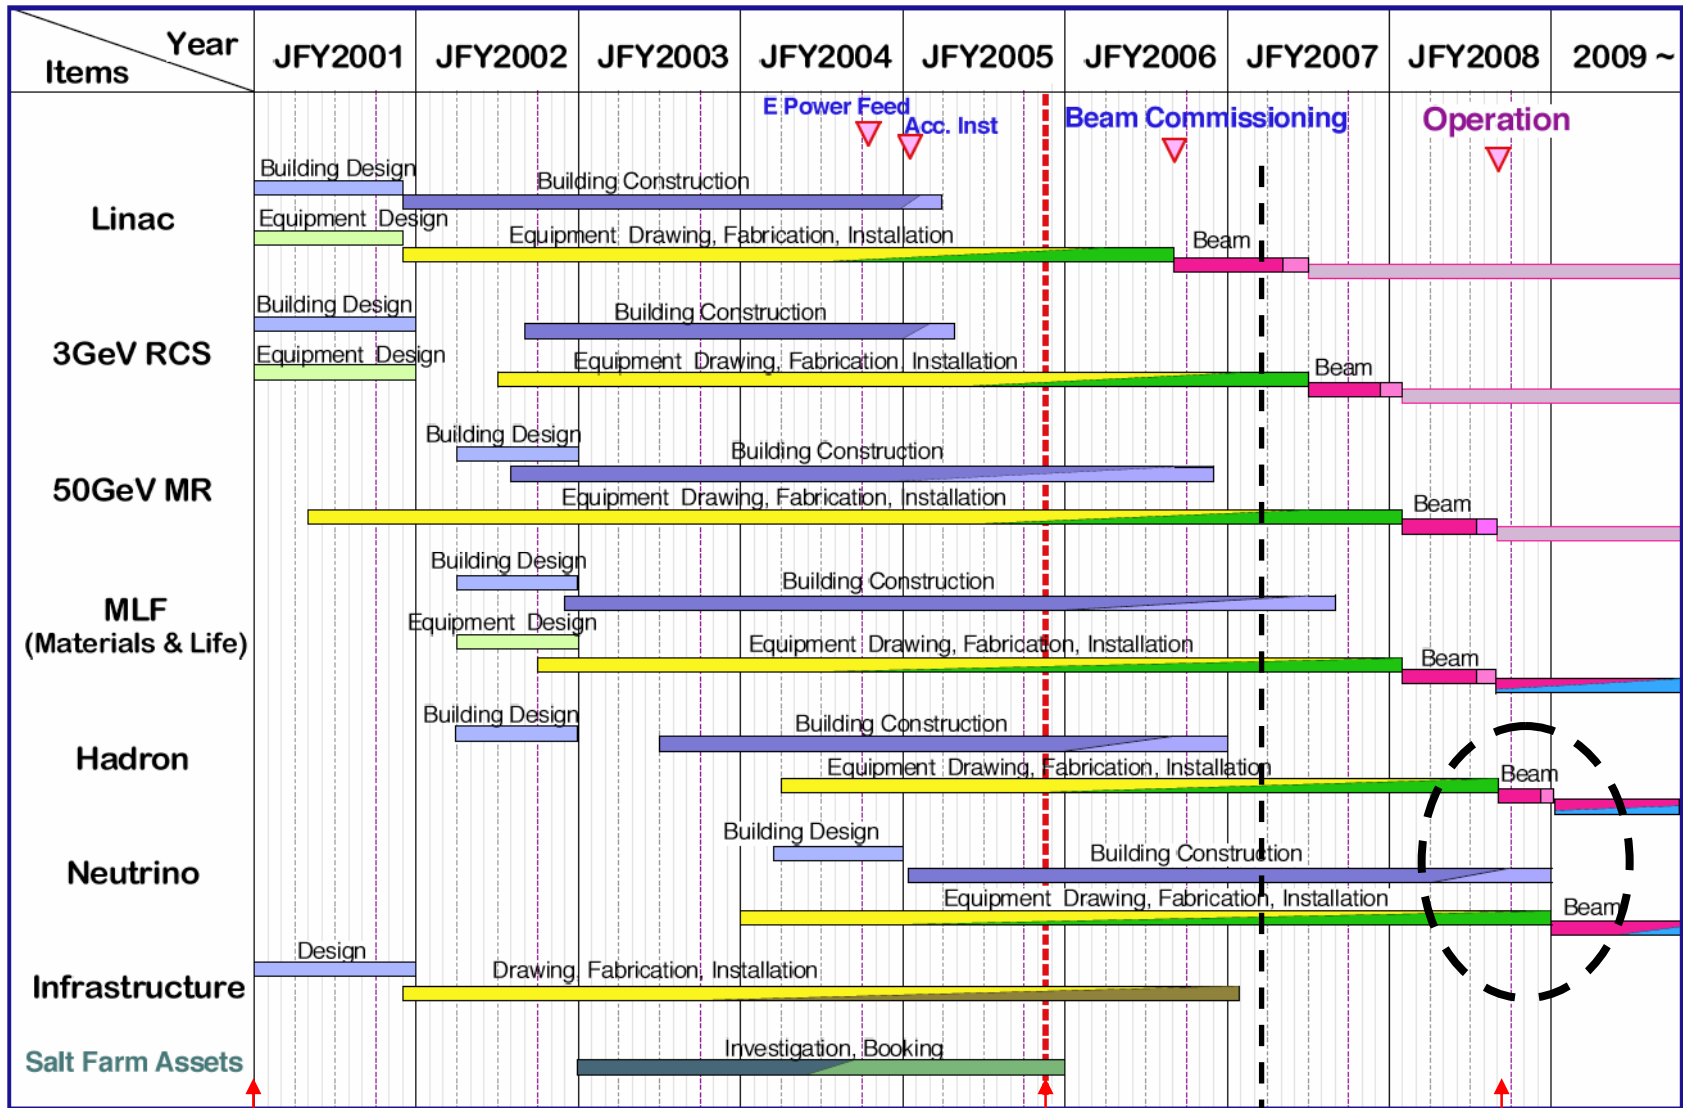 Year
Items
JFY2001 JFY2002 JFY2003 JFY2004 JFY2005 JFY2006 JFY2007 JFY2008 2009 ~
E Power Feed
Acc. Inst
Beam Commissioning
Operation
Linac
Building Design
Building Construction
Equipment Design
Equipment Drawing, Fabrication, Installation
Beam
3GeV RCS
Building Design
Building Construction
Equipment Design
Equipment Drawing, Fabrication, Installation
Beam
50GeV MR
Building Design
Building Construction
Equipment Drawing, Fabrication, Installation
Beam
MLF
(Materials & Life)
Building Design
Building Construction
Equipment Design
Equipment Drawing, Fabrication, Installation
Beam
Hadron
Building Design
Building Construction
Equipment Drawing, Fabrication, Installation
Beam
Neutrino
Building Design
Building Construction
Equipment Drawing, Fabrication, Installation
Beam
Infrastructure
Design
Drawing, Fabrication, Installation
Salt Farm Assets
Investigation, Booking